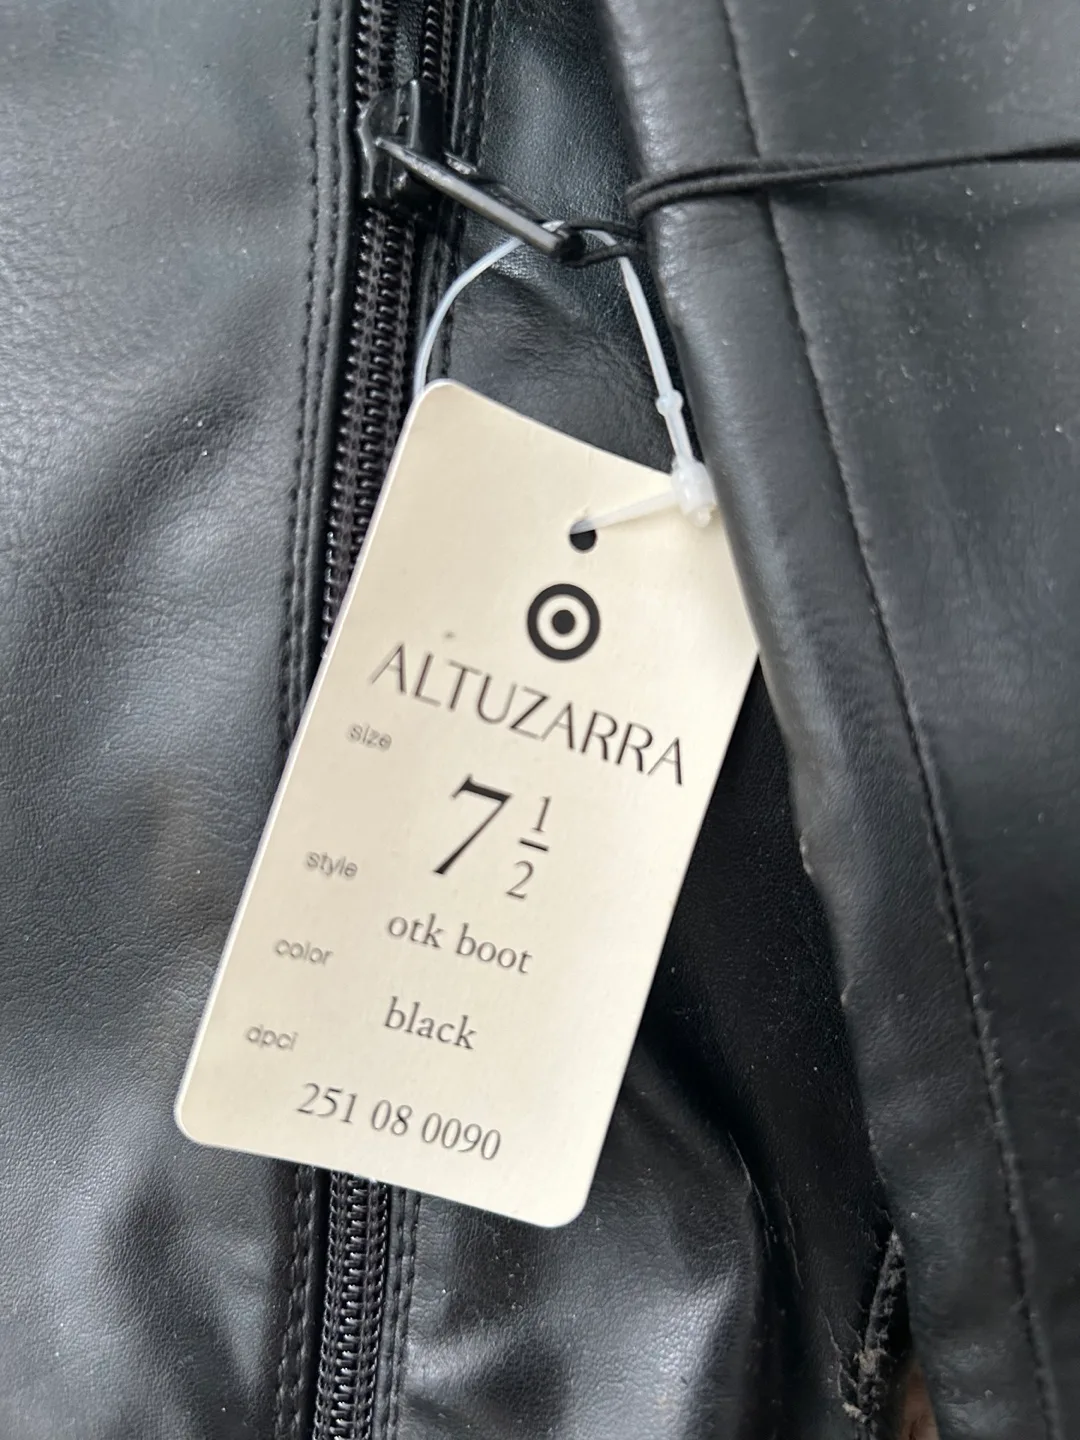 ALTUZARRA
size
7 1/2
style
otk boot
color
black
dpci
251 08 0090